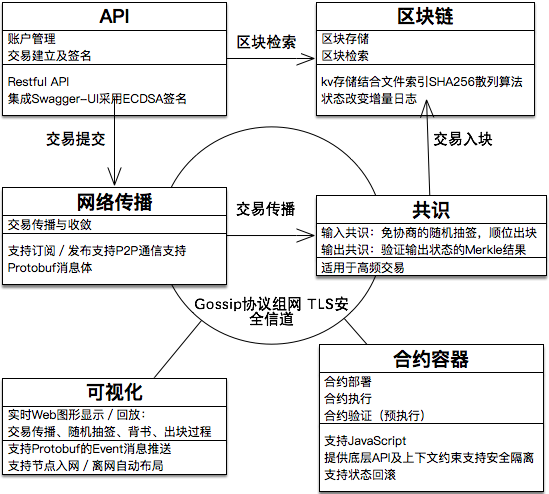 API
账户管理
交易建立及签名
Restful API
集成Swagger-UI采用ECDSA签名
区块检索
区块链
区块存储
区块检索
kv存储结合文件索引SHA256散列算法
状态改变增量日志
交易提交
交易入块
网络传播
交易传播与收敛
支持订阅／发布支持P2P通信支持
Protobuf消息体
交易传播
共识
输入共识：免协商的随机抽签，顺位出块
输出共识：验证输出状态的Merkle结果
适用于高频交易
Gossip协议组网 TLS安
全信道
可视化
实时Web图形显示／回放：
交易传播、随机抽签、背书、出块过程
支持Protobuf的Event消息推送
支持节点入网／离网自动布局
合约容器
合约部署
合约执行
合约验证（预执行）
支持JavaScript
提供底层API及上下文约束支持安全隔离
支持状态回滚